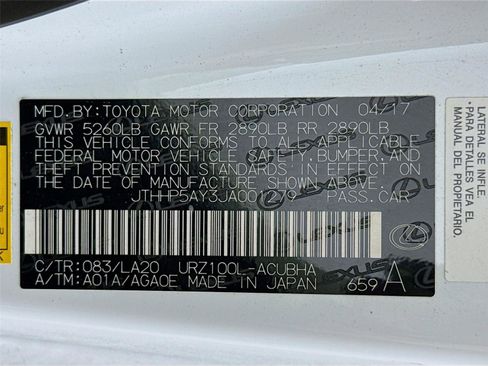 MFD.BY:TOYOTA MOTOR CORPORATION 04/17
GVWR 5260LB GAWR FR 2890LB RR 2890LB
THIS VEHICLE CONFORMS TO ALL APPLICABLE
FEDERAL MOTOR VEHICLE SAFETY,BUMPER,AND
THEFT PREVENTION STANDARDS IN EFFECT ON
THE DATE OF MANUFACTURE SHOWN ABOVE.
PASS.CAR
C/TR:083/LA20 URZ100L-ACUBHA
A/TM:A01A/AGA0E MADE IN JAPAN 659 A
LEXUS
LATERAL SE
PARA MAS
DETALLES VEA EL
MANUAL DEL PROPIETARIO.